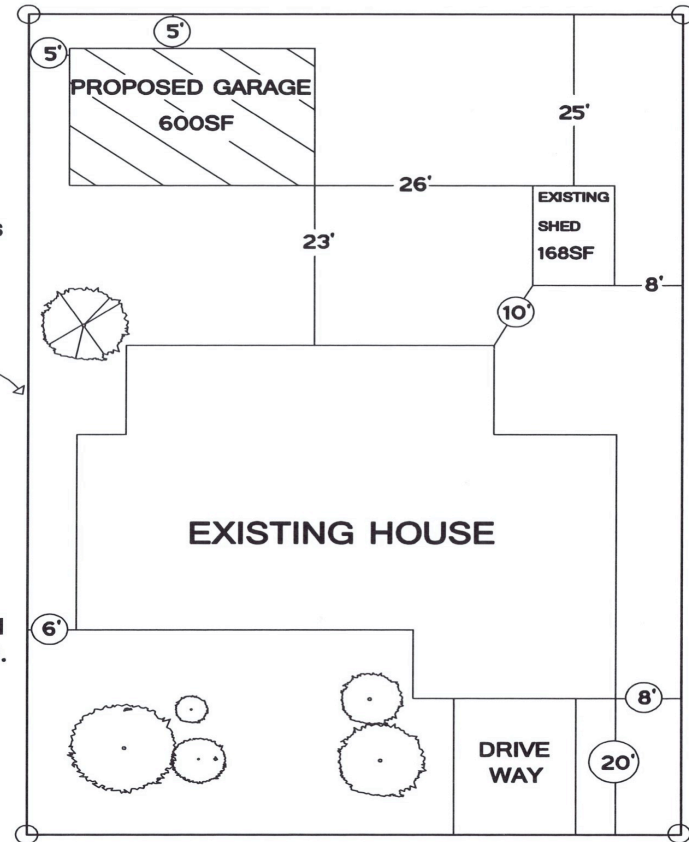 5'
5'
PROPOSED GARAGE
600SF
25'
26'
EXISTING
SHED
168SF
23'
8'
10'
EXISTING HOUSE
6'
8'
DRIVE
WAY
20'